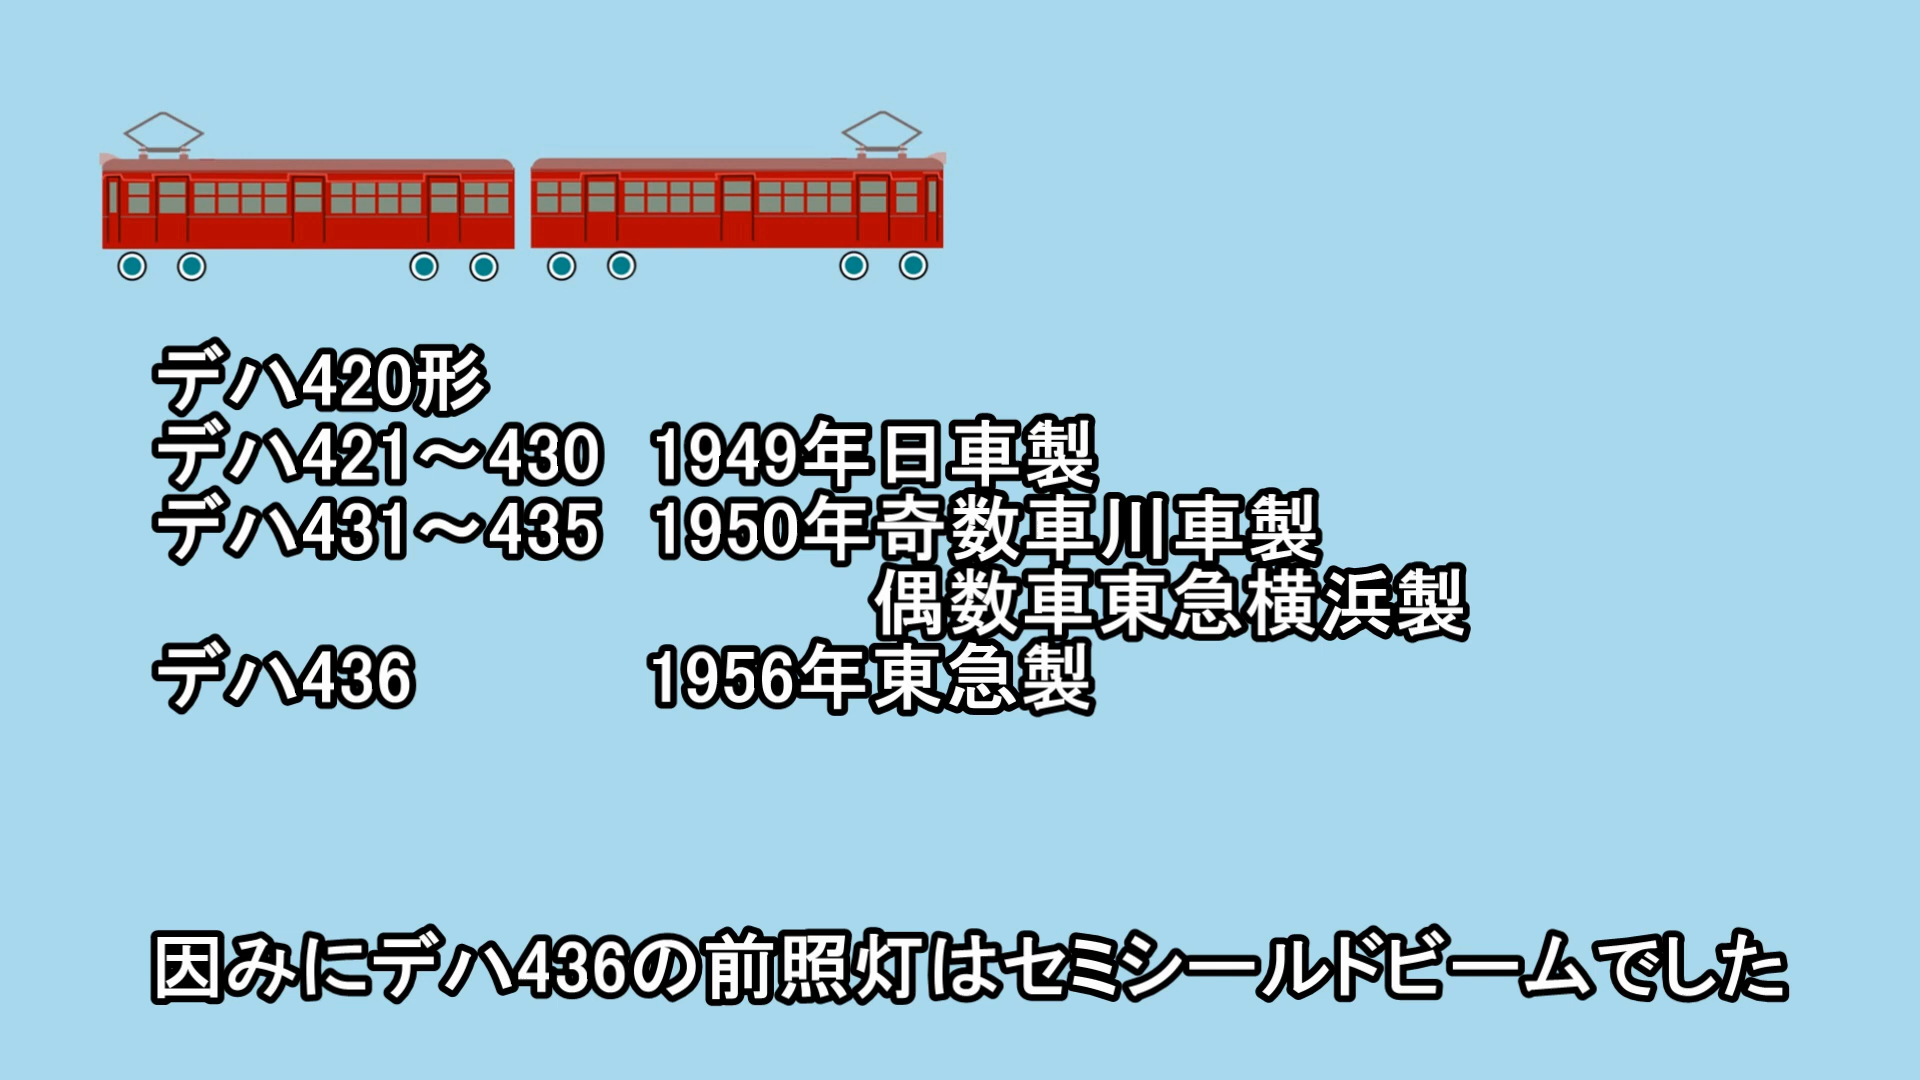 デハ420形
デハ421～430　1949年日車製
デハ431～435　1950年奇数車川車製
偶数車東急横浜製
デハ436　1956年東急製
因みにデハ436の前照灯はセミシールドビームでした